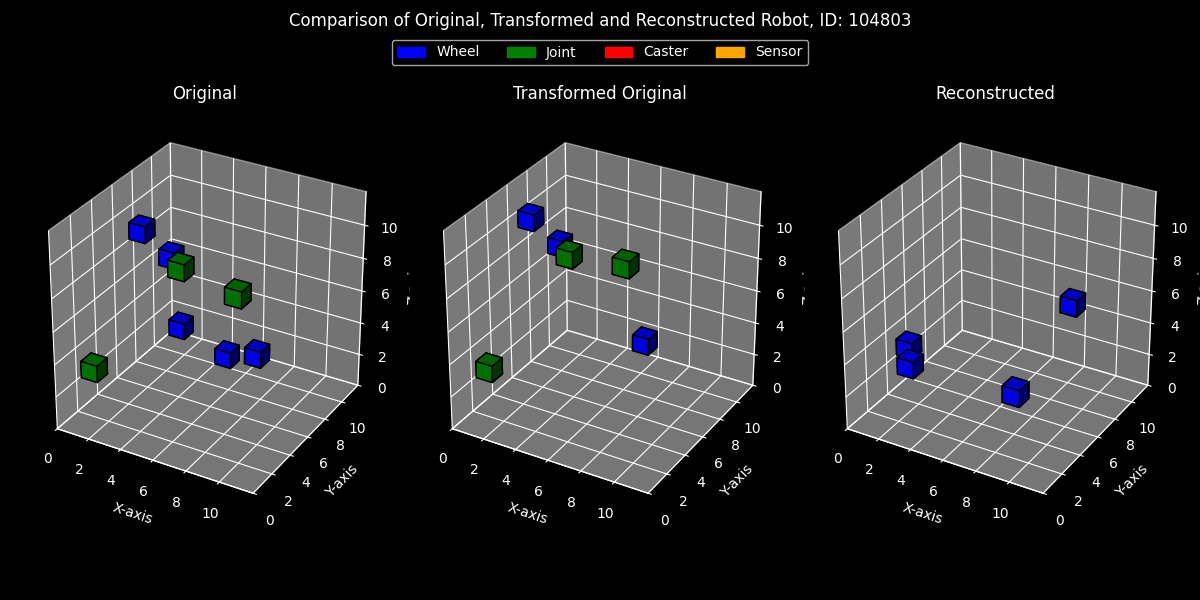 Comparison of Original, Transformed and Reconstructed Robot, ID: 104803
Wheel Joint Caster Sensor
Original
0 2 4 6 8 10
X-axis
0 2 4 6 8 10
Y-axis
0 2 4 6 8 10
Transformed Original
0 2 4 6 8 10
X-axis
0 2 4 6 8 10
Y-axis
0 2 4 6 8 10
Reconstructed
0 2 4 6 8 10
X-axis
0 2 4 6 8 10
Y-axis
0 2 4 6 8 10